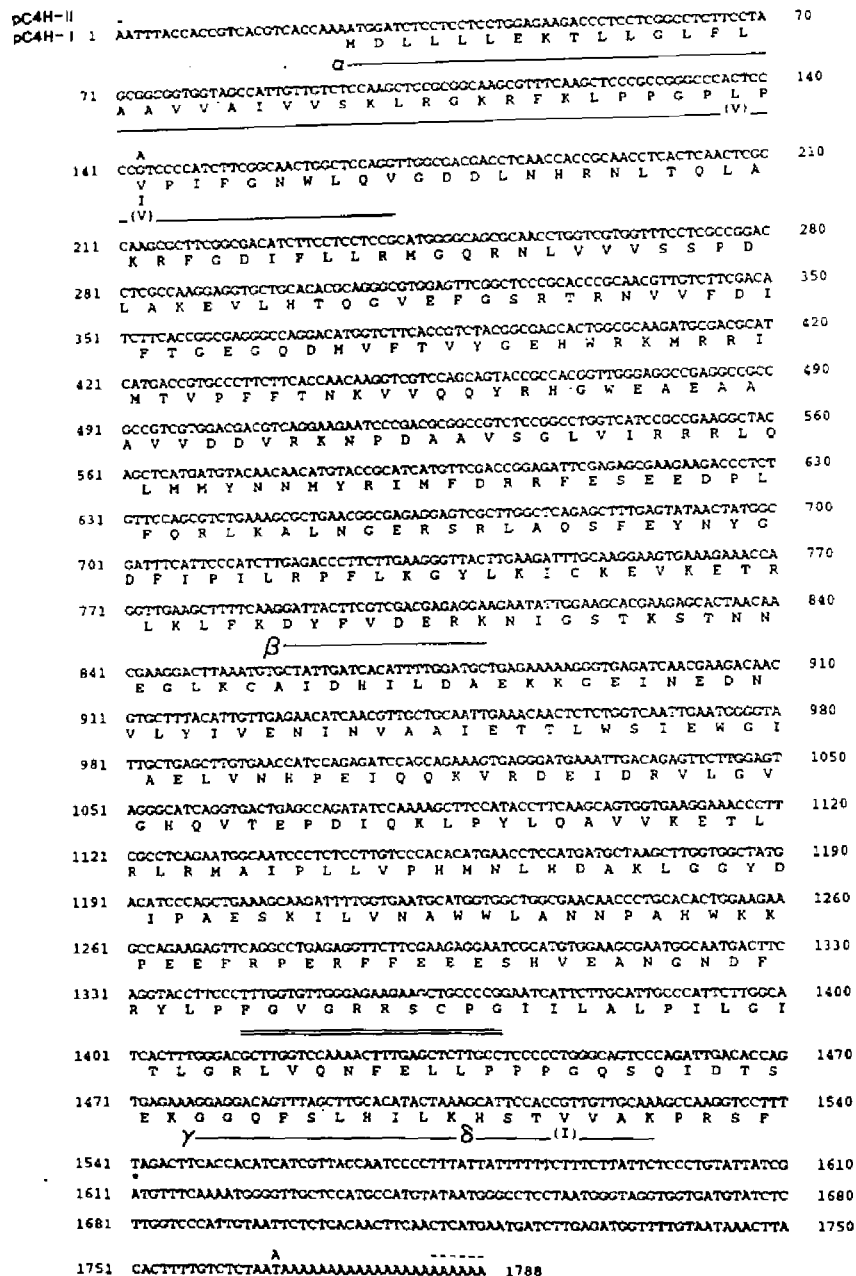 pC4H-II
pC4H-I 1 AATTTACCACCGTCACGTCACCAAAATGGATCTCCTCCTCCTGGAGAAGACCCTCCTCGGCCTCTTCCTA 70
M D L L L L E K T L L G L F L
α
71 GCGGCGGTGGTAGCCATTGTTGTCTCCAAGCTCCGCGGCAAGCGTTTCAAGCTCCCGCCGGGCCCACTCC 140
A A V V A I V V S K L R G K R F K L P P G P L P
(V)
A
141 CCGTCCCCATCTTCGGCAACTGGCTCCAGGTTGGCGACGACCTCAACCACCGCAACCTCACTCAACTCGC 210
V P I F G N W L Q V G D D L N H R N L T Q L A
I
(V)
211 CAAGCGCTTCGGCGACATCTTCCTCCTCCGCATGGGGCAGCGCAACCTGGTCGTGGTTTCCTCGCCGGAC 280
K R F G D I F L L R M G Q R N L V V V S S P D
281 CTCGCCAAGGAGGTGCTGCACACGCAGGGCGTGGAGTTCGGCTCCCGCACCCGCAACGTTGTCTTCGACA 350
L A K E V L H T Q G V E F G S R T R N V V F D I
351 TCTTCACCGGCGAGGGCCAGGACATGGTCTTCACCGTCTACGGCGACCACTGGCGCAAGATGCGACGCAT 420
F T G E G Q D M V F T V Y G E H W R K M R R I
421 CATGACCGTGCCCTTCTTCACCAACAAGGTCGTCCAGCAGTACCGCCACGGTTGGGAGGCCGAGGCCGCC 490
M T V P F F T N K V V Q Q Y R H G W E A E A A
491 GCCGTCGTGGACGACGTCAGGAAGAATCCCGACGCGGCCGTCTCCGGCCTGGTCATCCGCCGAAGGCTAC 560
A V V D D V R K N P D A A V S G L V I R R R L Q
561 AGCTCATGATGTACAACAACATGTACCGCATCATGTTCGACCGGAGATTCGAGAGCGAAGAAGACCCTCT 630
L M M Y N N M Y R I M F D R R F E S E E D P L
631 GTTCCAGCGTCTGAAAGCGCTGAACGGCGAGAGGAGTCGCTTGGCTCAGAGCTTTGAGTATAACTATGGC 700
F Q R L K A L N G E R S R L A Q S F E Y N Y G
701 GATTTCATTCCCATCTTGAGACCCTTCTTGAAGGGTTACTTGAAGATTTGCAAGGAAGTGAAAGAAACCA 770
D F I P I L R P F L K G Y L K I C K E V K E T R
771 GGTTGAAGCTTTTCAAGGATTACTTCGTCGACGAGAGGAAGAATATTGGAAGCACGAAGAGCACTAACAA 840
L K L F K D Y F V D E R K N I G S T K S T N N
β
841 CGAAGGACTTAAATGTGCTATTGATCACATTTTGGATGCTGAGAAAAAGGGTGAGATCAACGAAGACAAC 910
E G L K C A I D H I L D A E K K G E I N E D N
911 GTGCTTTACATTGTTGAGAACATCAACGTTGCTGCAATTGAAACAACTCTCTGGTCAATTGAATGGGGTA 980
V L Y I V E N I N V A A I E T T L W S I E W G I
981 TTGCTGAGCTTGTGAACCATCCAGAGATCCAGCAGAAAGTGAGGGATGAAATTGACAGAGTTCTTGGAGT 1050
A E L V N H P E I Q Q K V R D E I D R V L G V
1051 AGGGCATCAGGTGACTGAGCCAGATATCCAAAAGCTTCCATACCTTCAAGCAGTGGTGAAGGAAACCCTT 1120
G H Q V T E P D I Q K L P Y L Q A V V K E T L
1121 CGCCTCAGAATGGCAATCCCTCTCCTTGTCCCACACATGAACCTCCATGATGCTAAGCTTGGTGGCTATG 1190
R L R M A I P L L V P H M N L H D A K L G G Y D
1191 ACATCCCAGCTGAAAGCAAGATTTTGGTGAATGCATGGTGGCTGGCGAACAACCCTGCACACTGGAAGAA 1260
I P A E S K I L V N A W W L A N N P A H W K K
1261 GCCAGAAGAGTTCAGGCCTGAGAGGTTCTTCGAAGAGGAATCGCATGTGGAAGCGAATGGCAATGACTTC 1330
P E E F R P E R F F E E E S H V E A N G N D F
1331 AGGTACCTTCCCTTTGGTGTTGGGAGAAGAAGCTGCCCCGGAATCATTCTTGCATTGCCCATTCTTGGCA 1400
R Y L P F G V G R R S C P G I I L A L P I L G I
1401 TCACTTTGGGACGCTTGGTCCAAAACTTTGAGCTCTTGCCTCCCCCTGGGCAGTCCCAGATTGACACCAG 1470
T L G R L V Q N F E L L P P P G Q S Q I D T S
1471 TGAGAAAGGAGGACAGTTTAGCTTGCACATACTAAAGCATTCCACCGTTGTTGCAAAGCCAAGGTCCTTT 1540
E K G G Q F S L H I L K H S T V V A K P R S F
γ δ (I)
1541 TAGACTTCACCACATCATCGTTACCAATCCCCTTTATTATTTTTTCTTTCTTATTCTCCCTGTATTATCG 1610
*
1611 ATGTTTCAAAATGGGGTTGCTCCATGCCATGTATAATGGGCCTCCTAATGGGTAGGTGGTGATGTATCTC 1680
1681 TTGGTCCCATTGTAATTCTCTCACAACTTCAACTCATGAATGATCTTGAGATGGTTTTGTAATAAACTTA 1750
A
1751 CACTTTTGTCTCTAATAAAAAAAAAAAAAAAAAAAAAA 1788